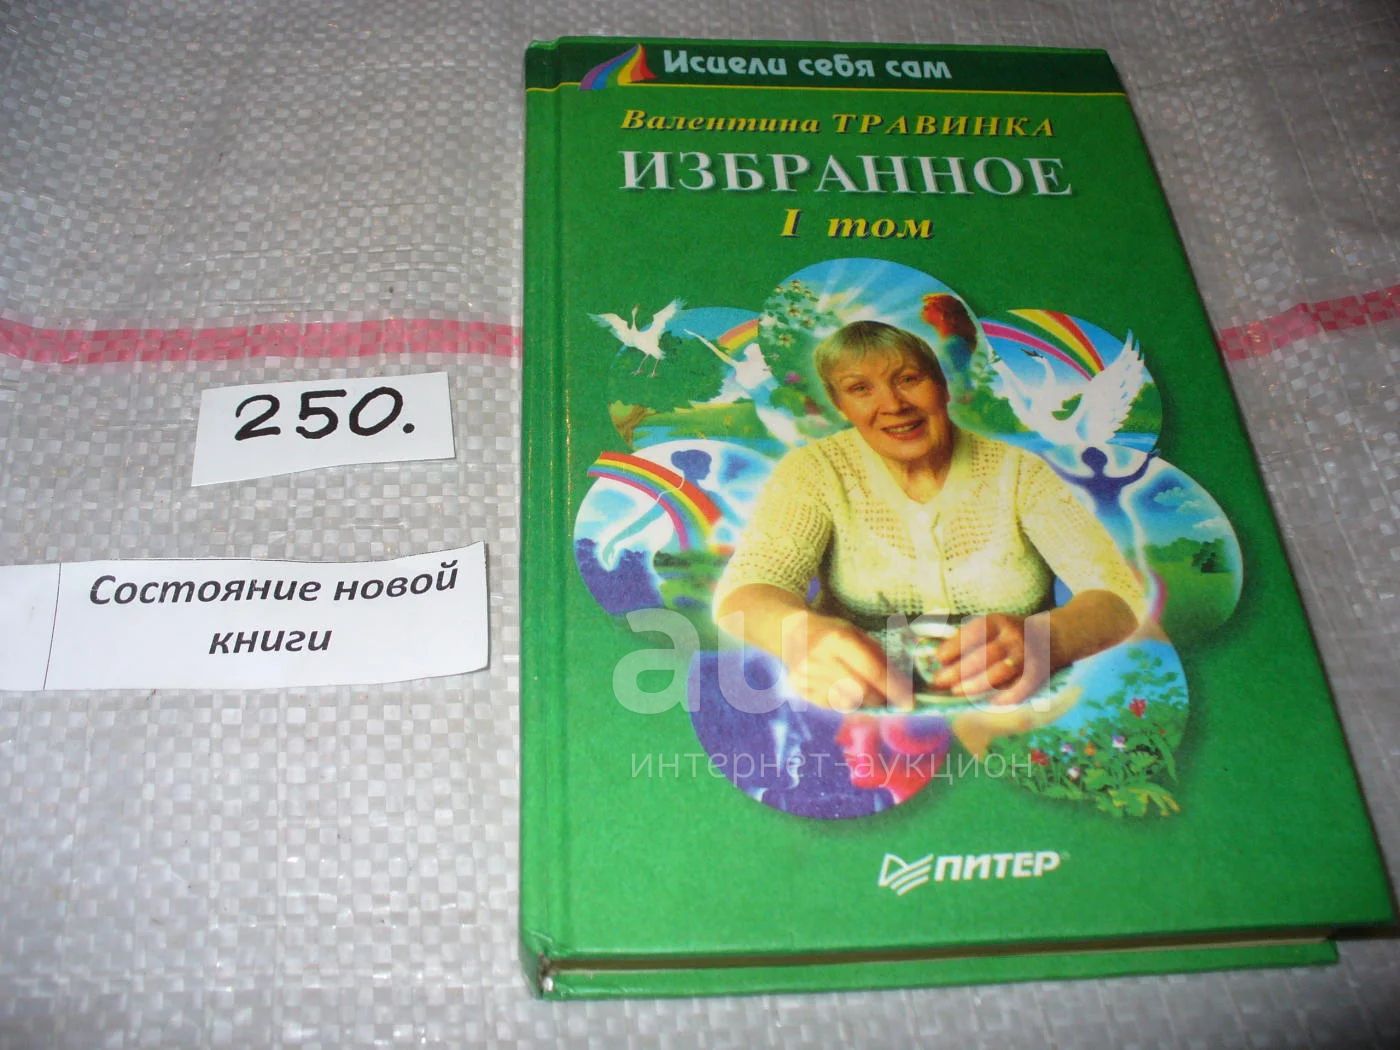 Исцели себя сам
Валентина ТРАВИНКА
ИЗБРАННОЕ
I том
250.
Состояние новой
книги
au.ru
интернет-аукцион
ПИТЕР